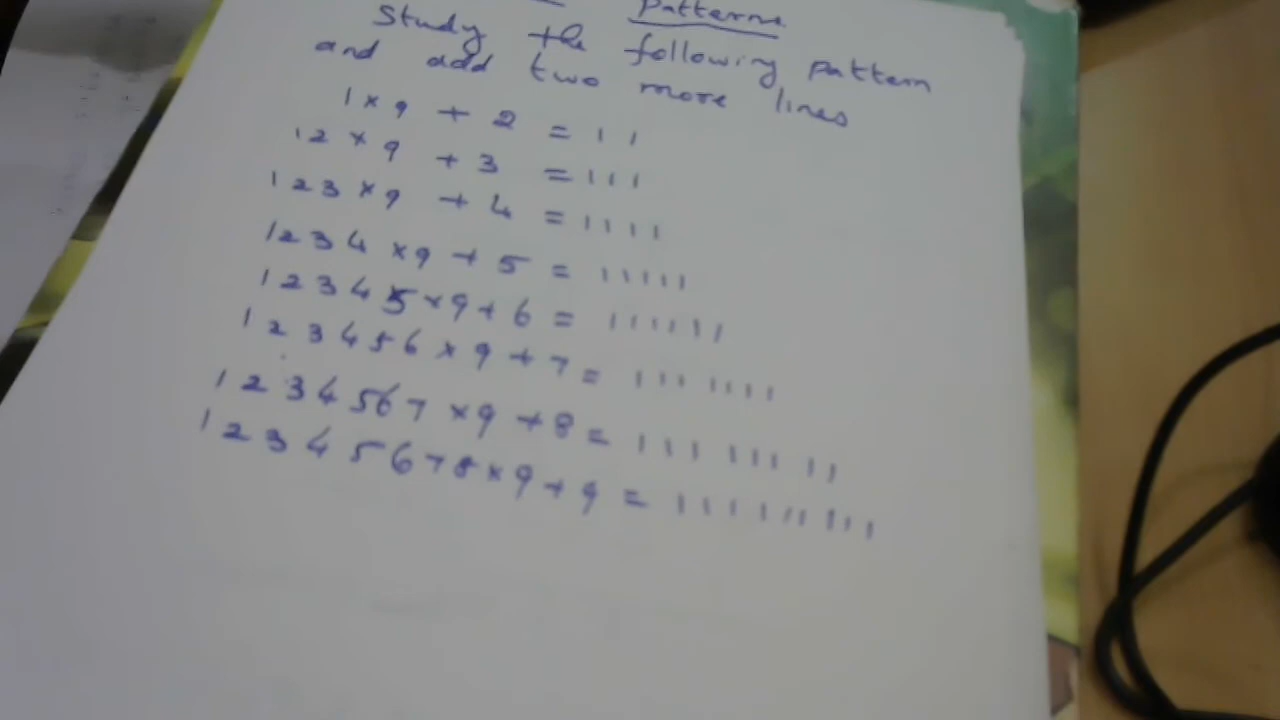 Patterns
Study the following pattern
and add two more lines
1 × 9 + 2 = 11
12 × 9 + 3 = 111
123 × 9 + 4 = 1111
1234 × 9 + 5 = 11111
12345 × 9 + 6 = 111111
123456 × 9 + 7 = 1111111
1234567 × 9 + 8 = 11111111
12345678 × 9 + 9 = 1111111111